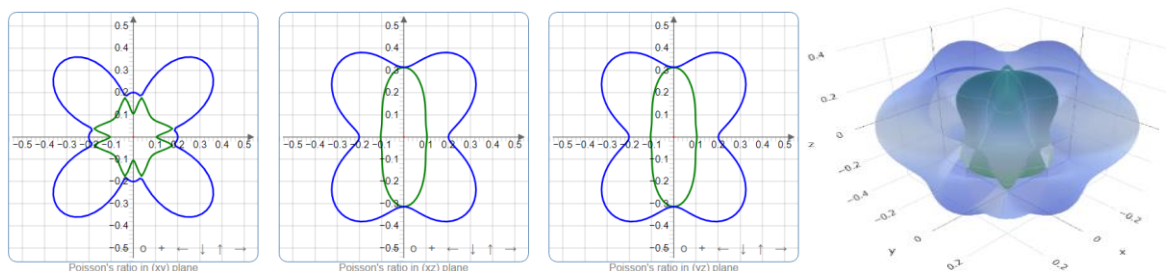 0.5 0.5 0.5
0.4 0.4 0.4 0.4
0.3 0.3 0.3
0.2 0.2 0.2 0.2
0.1 0.1 0.1
-0.5 -0.4 -0.3 -0.2 -0.1 0.1 0.2 0.3 0.4 0.5 -0.5 -0.4 -0.3 -0.2 -0.1 0.1 0.2 0.3 0.4 0.5 -0.5 -0.4 -0.3 -0.2 -0.1 0.1 0.2 0.3 0.4 0.5 z 0
-0.1 -0.1 -0.1 -0.2
-0.2 -0.2 -0.2 -0.4
-0.3 -0.3 -0.3 -0.2 -0.2
-0.4 -0.4 -0.4 0 0
-0.5 o + ← ↓ ↑ → -0.5 o + ← ↓ ↑ → -0.5 o + ← ↓ ↑ → y 0.2 0.2 x
Poisson's ratio in (xy) plane Poisson's ratio in (xz) plane Poisson's ratio in (yz) plane